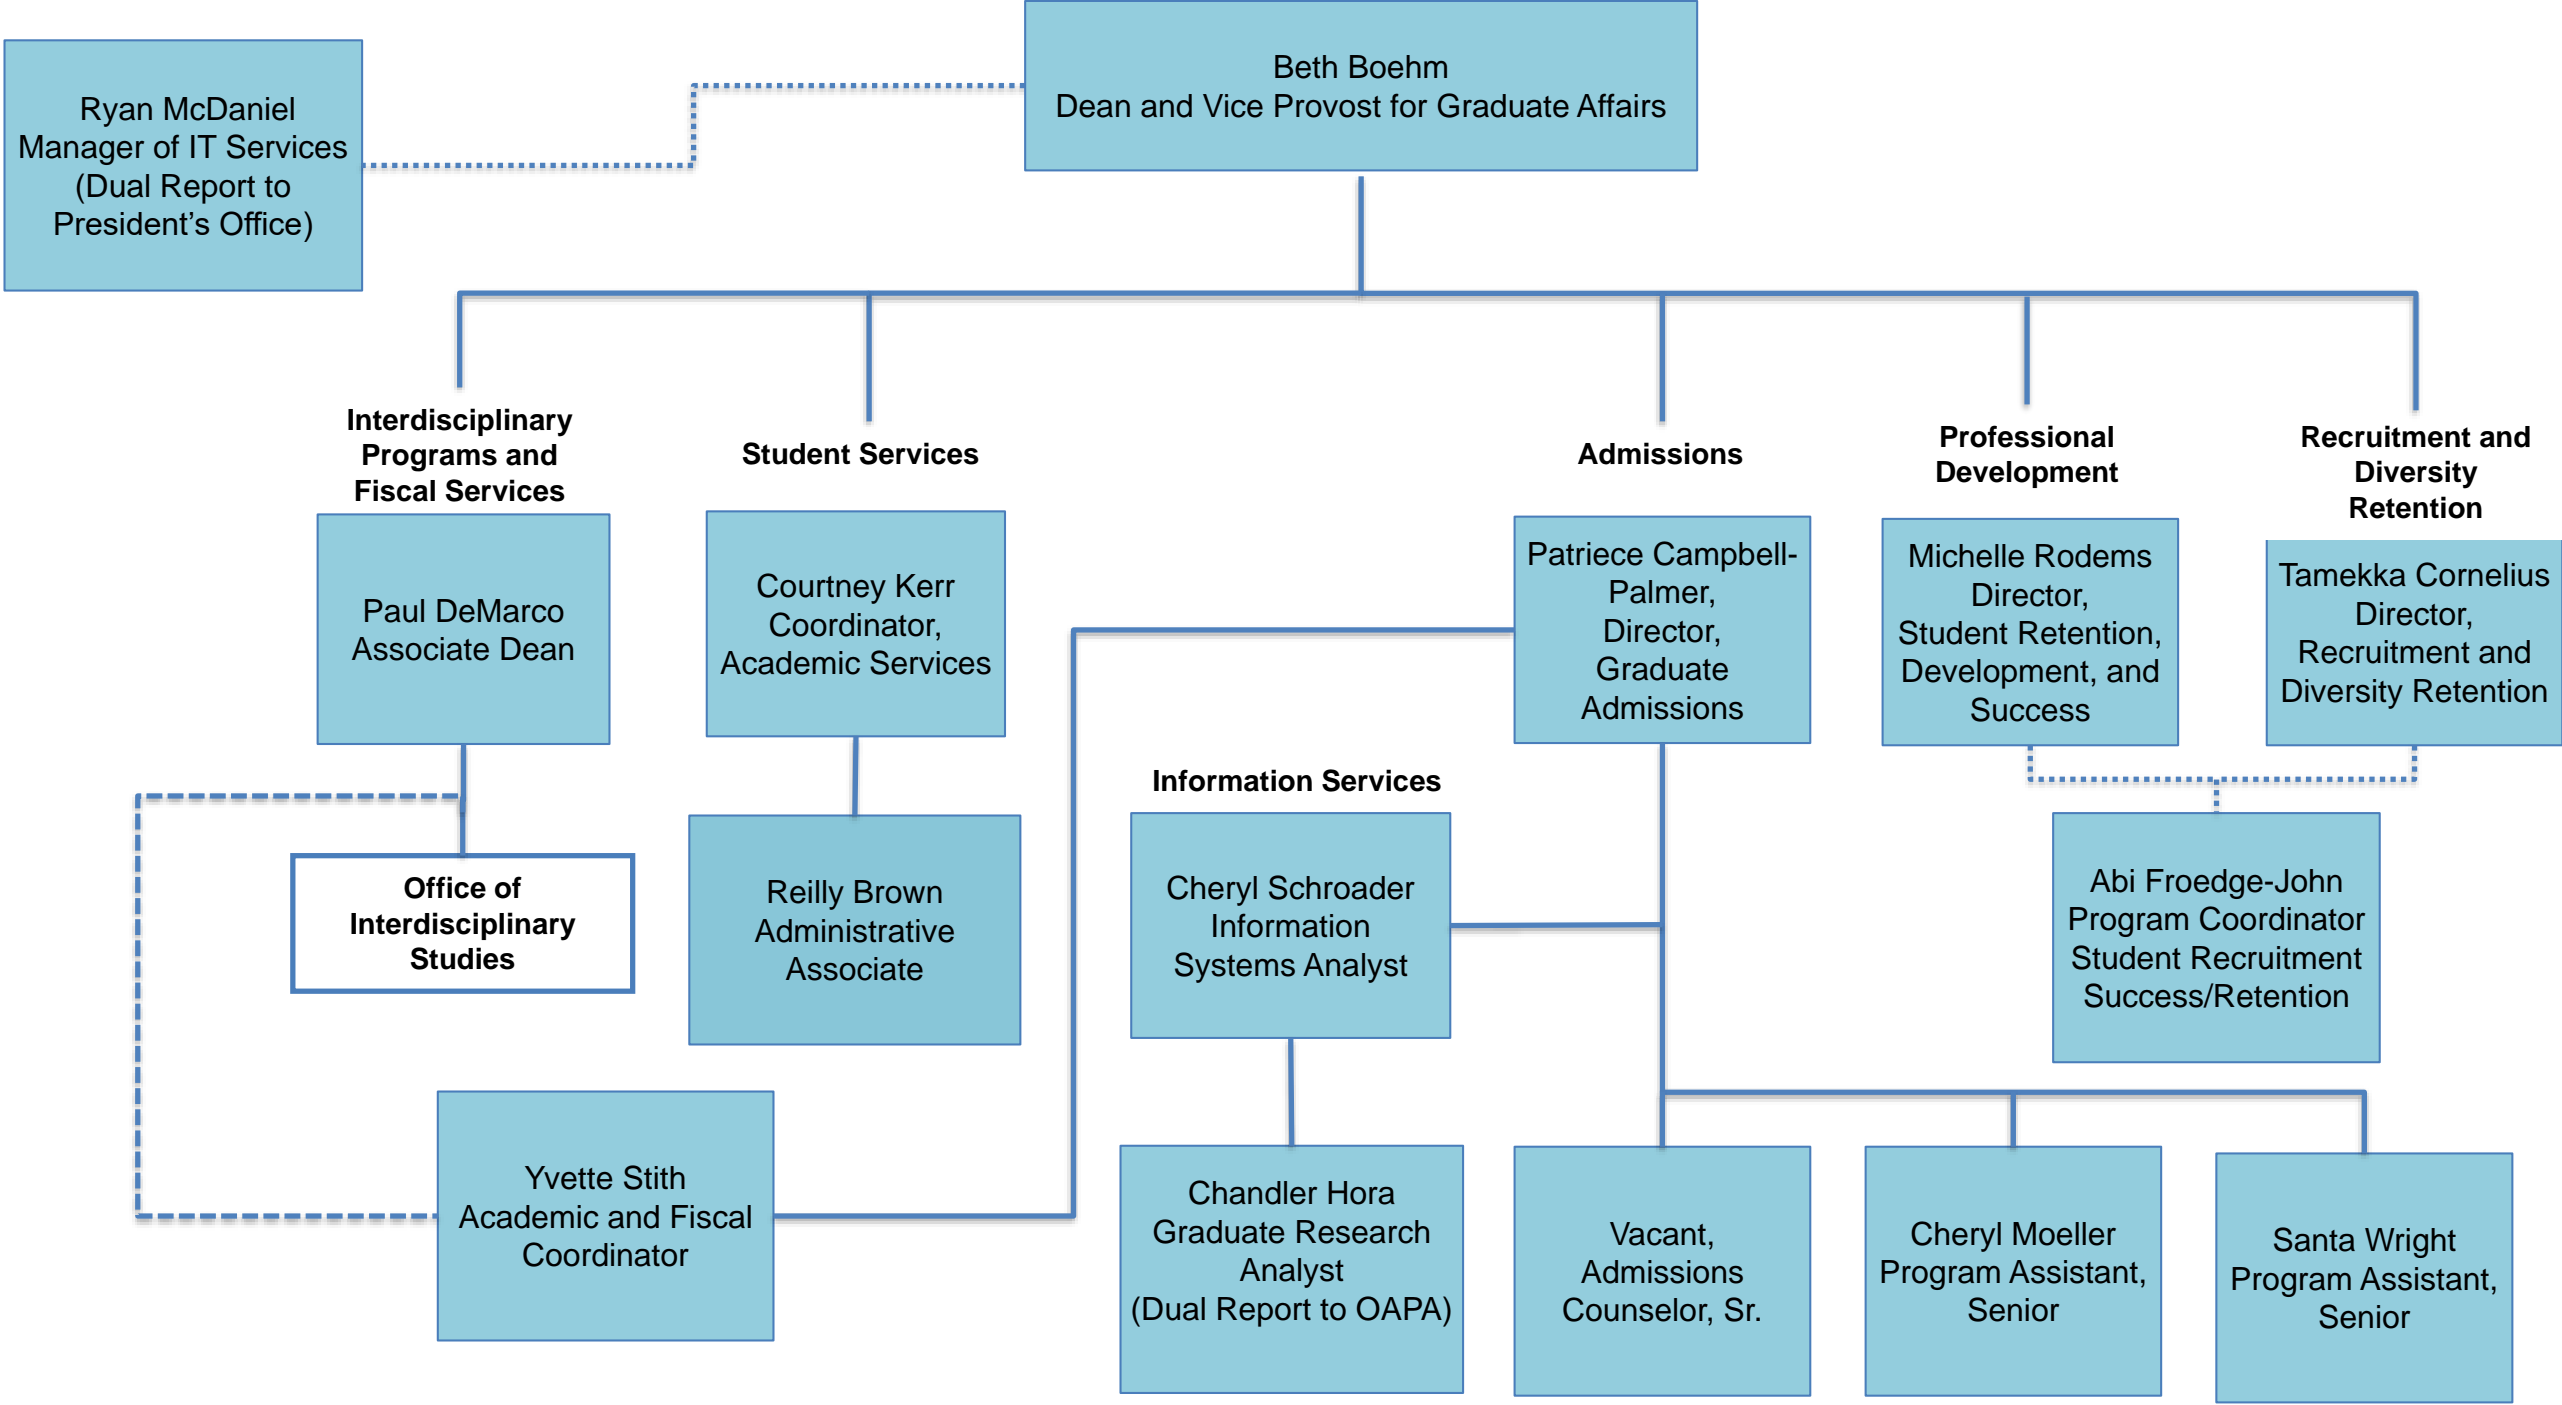 Beth Boehm
Dean and Vice Provost for Graduate Affairs
Ryan McDaniel
Manager of IT Services
(Dual Report to
President’s Office)
Interdisciplinary
Programs and
Fiscal Services
Paul DeMarco
Associate Dean
Office of
Interdisciplinary
Studies
Student Services
Courtney Kerr
Coordinator,
Academic Services
Reilly Brown
Administrative
Associate
Yvette Stith
Academic and Fiscal
Coordinator
Admissions
Patriece Campbell-
Palmer,
Director,
Graduate
Admissions
Information Services
Cheryl Schroader
Information
Systems Analyst
Chandler Hora
Graduate Research
Analyst
(Dual Report to OAPA)
Vacant,
Admissions
Counselor, Sr.
Cheryl Moeller
Program Assistant,
Senior
Santa Wright
Program Assistant,
Senior
Professional
Development
Michelle Rodems
Director,
Student Retention,
Development, and
Success
Recruitment and
Diversity
Retention
Tamekka Cornelius
Director,
Recruitment and
Diversity Retention
Abi Froedge-John
Program Coordinator
Student Recruitment
Success/Retention